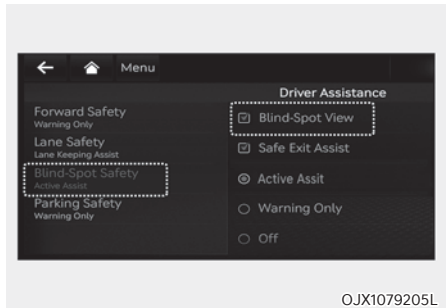 Menu
Driver Assistance
Forward Safety
Warning Only
Lane Safety
Lane Keeping Assist
Blind-Spot Safety
Active Assist
Parking Safety
Warning Only
Blind-Spot View
Safe Exit Assist
Active Assit
Warning Only
Off
OJX1079205L